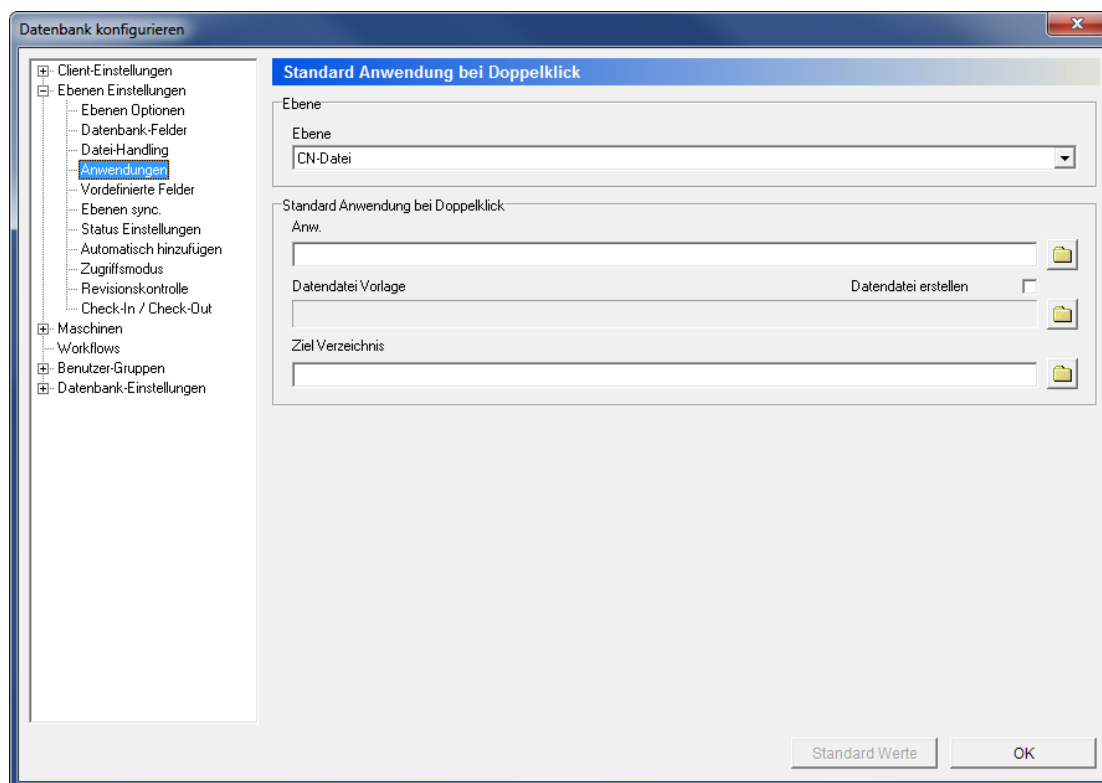 Datenbank konfigurieren
Client-Einstellungen
Ebenen Einstellungen
Ebenen Optionen
Datenbank-Felder
Datei-Handling
Anwendungen
Vordefinierte Felder
Ebenen sync.
Status Einstellungen
Automatisch hinzufügen
Zugriffsmodus
Revisionskontrolle
Check-In / Check-Out
Maschinen
Workflows
Benutzer-Gruppen
Datenbank-Einstellungen
Standard Anwendung bei Doppelklick
Ebene
Ebene
CN-Datei
Standard Anwendung bei Doppelklick
Anw.
Datendatei Vorlage Datendatei erstellen
Ziel Verzeichnis
Standard Werte OK